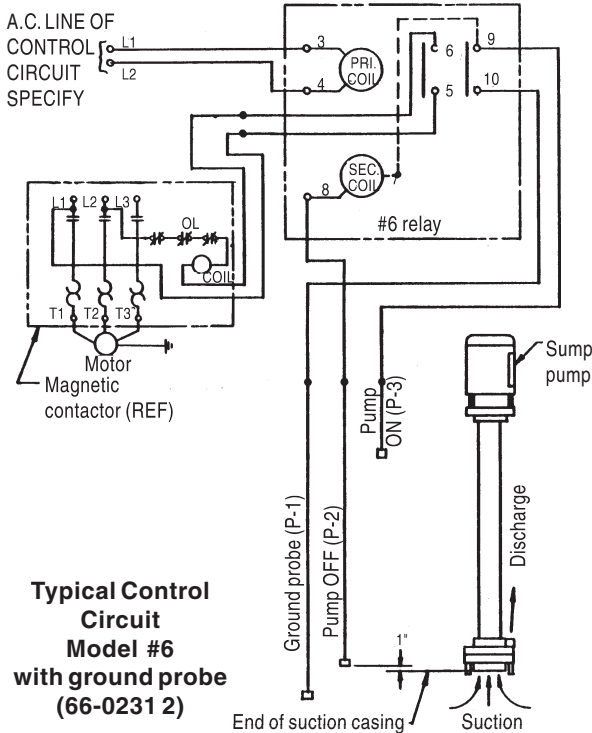 A.C. LINE OF
CONTROL
CIRCUIT
SPECIFY
L1
L2
3
4
PRI.
COIL
6
5
9
10
SEC.
COIL
7
8
#6 relay
L1
L2
L3
OL
COIL
T1
T2
T3
Motor
Magnetic
contactor (REF)
Sump
pump
Pump
ON (P-3)
Ground probe (P-1)
Pump OFF (P-2)
Discharge
1"
End of suction casing
Suction
Typical Control
Circuit
Model #6
with ground probe
(66-0231 2)